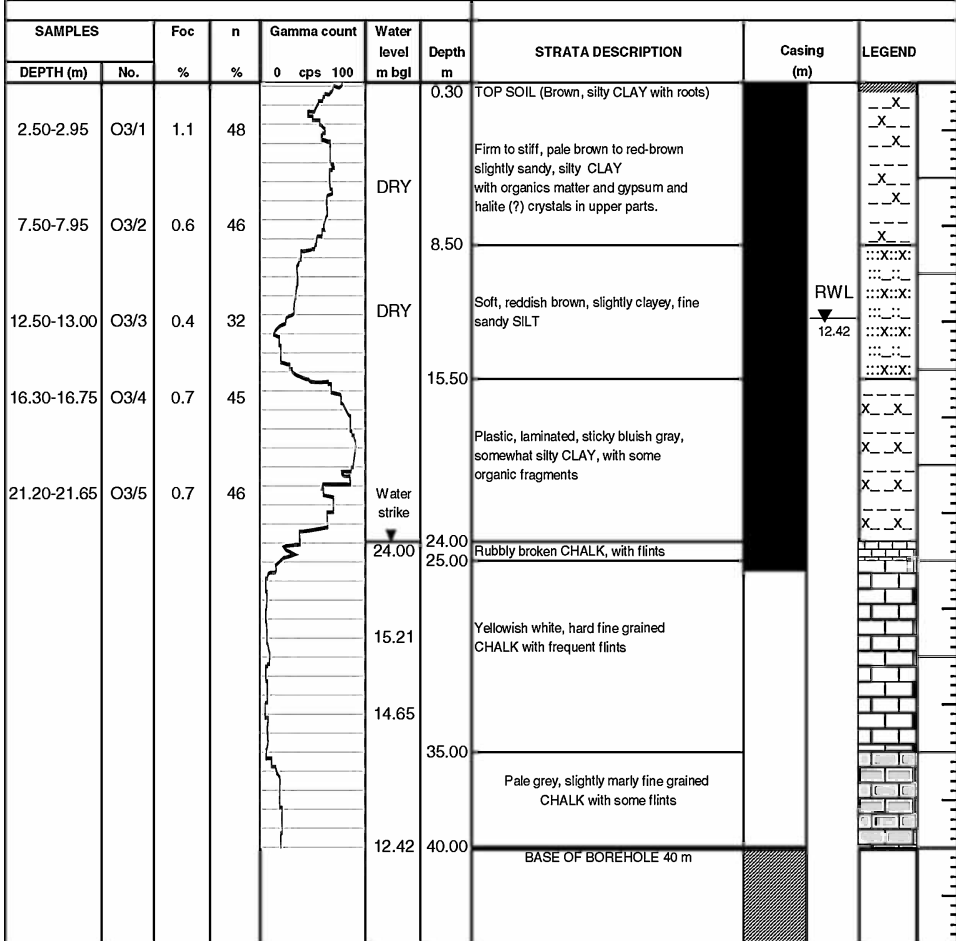 SAMPLES Foc n Gamma count Water level m bgl Depth m STRATA DESCRIPTION Casing (m) LEGEND
DEPTH (m) No. % % 0 cps 100
0.30 TOP SOIL (Brown, silty CLAY with roots)
2.50-2.95 O3/1 1.1 48
Firm to stiff, pale brown to red-brown
slightly sandy, silty CLAY
DRY
with organics matter and gypsum and
halite (?) crystals in upper parts.
7.50-7.95 O3/2 0.6 46
8.50
RWL
Soft, reddish brown, slightly clayey, fine
DRY
12.50-13.00 O3/3 0.4 32
sandy SILT
12.42
15.50
16.30-16.75 O3/4 0.7 45
Plastic, laminated, sticky bluish gray,
somewhat silty CLAY, with some
organic fragments
21.20-21.65 O3/5 0.7 46
Water
strike
24.00
24.00 Rubbly broken CHALK, with flints
25.00
Yellowish white, hard fine grained
15.21
CHALK with frequent flints
14.65
35.00
Pale grey, slightly marly fine grained
CHALK with some flints
12.42 40.00
BASE OF BOREHOLE 40 m